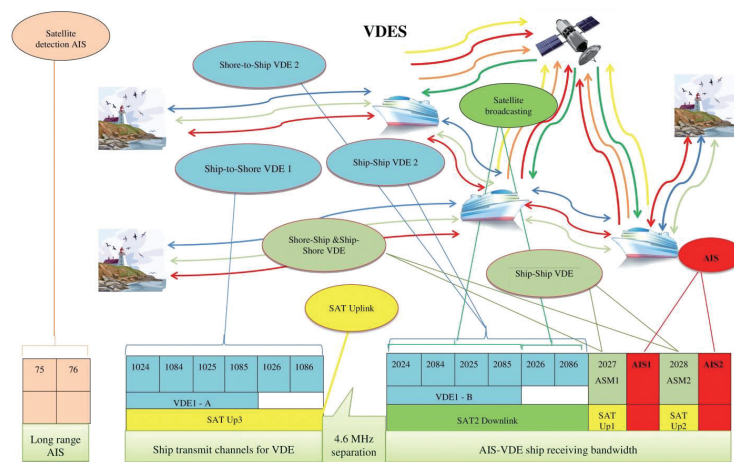 VDES
Satellite
detection AIS
Shore-to-Ship VDE 2
Satellite
broadcasting
Ship-to-Shore VDE 1
Ship-Ship VDE 2
Shore-Ship &Ship-
Shore VDE
Ship-Ship VDE
AIS
SAT Uplink
75 76
1024 1084 1025 1085 1026 1086
2024 2084 2025 2085 2026 2086 2027 AIS1 2028 AIS2
ASM1 ASM2
VDE1 - A VDE1 - B
SAT Up3 SAT2 Downlink SAT SAT
Up1 Up2
Long range
AIS
Ship transmit channels for VDE
4.6 MHz
separation
AIS-VDE ship receiving bandwidth